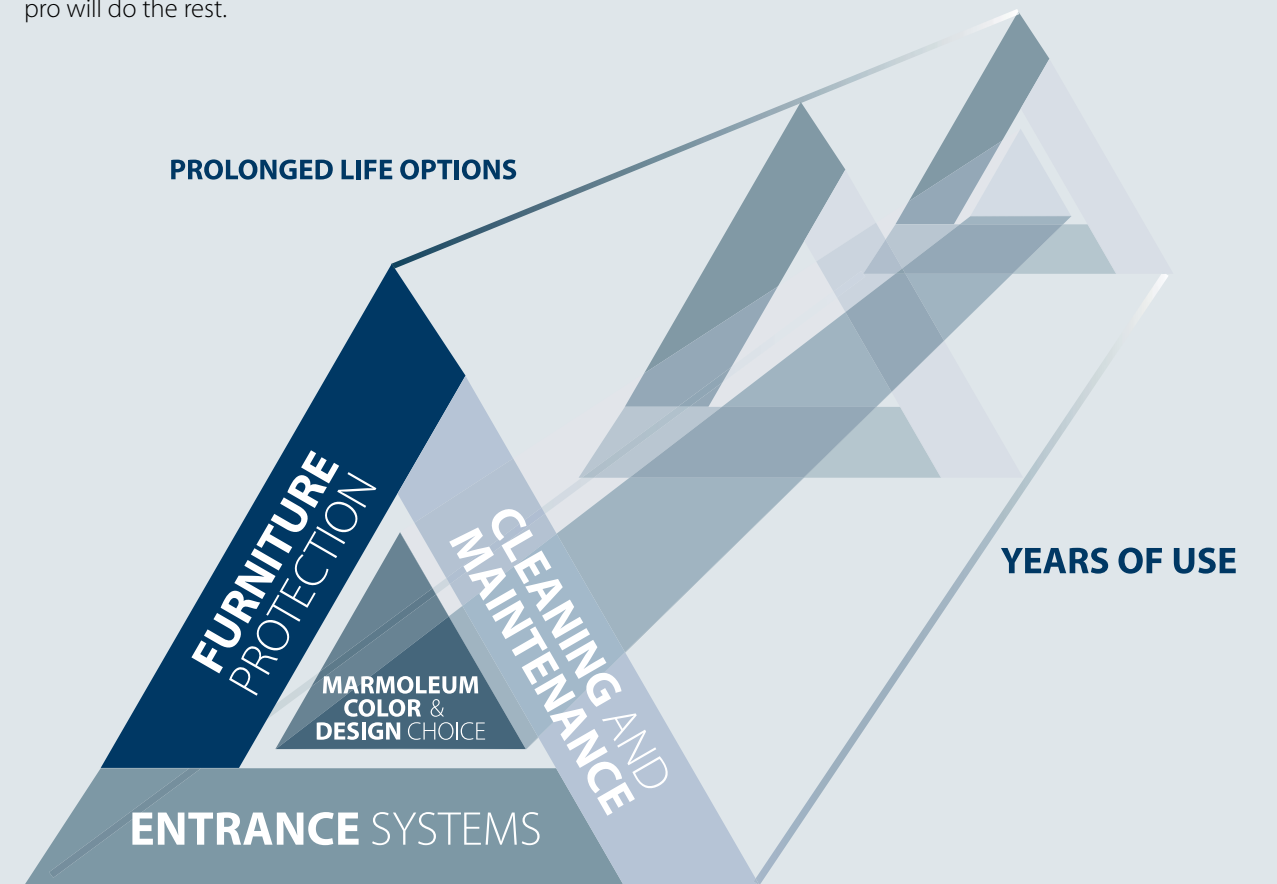 pro will do the rest.
PROLONGED LIFE OPTIONS
FURNITURE
PROTECTION
CLEANING AND
MAINTENANCE
MARMOLEUM
COLOR &
DESIGN CHOICE
YEARS OF USE
ENTRANCE SYSTEMS